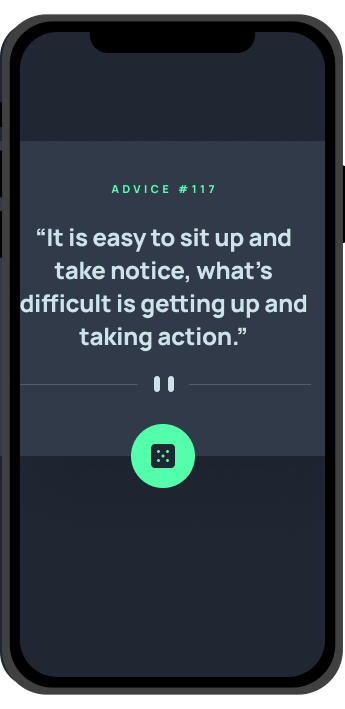 ADVICE #117
“It is easy to sit up and
take notice, what’s
difficult is getting up and
taking action.”